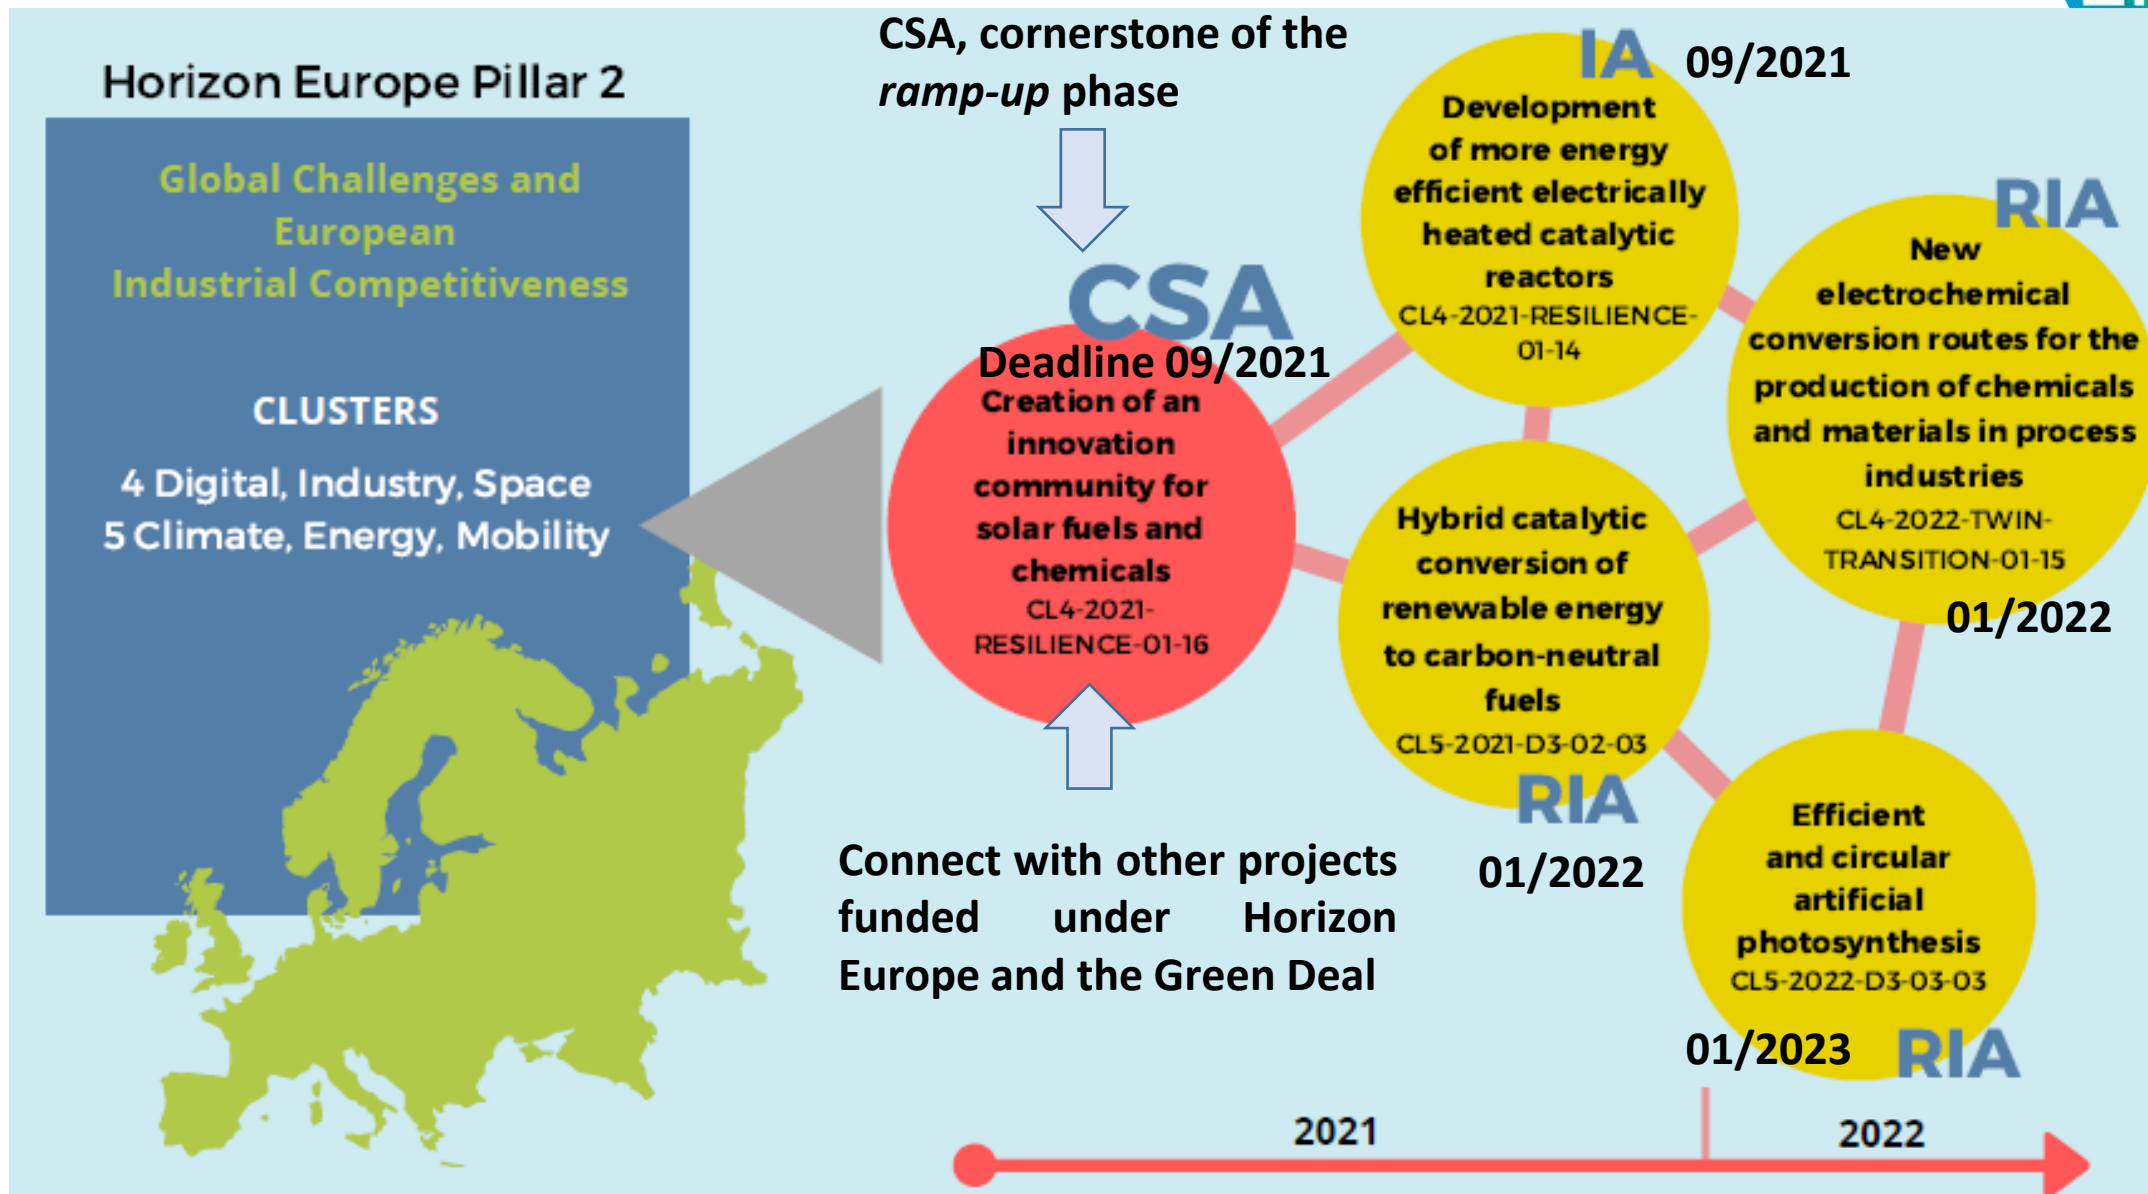 Horizon Europe Pillar 2
Global Challenges and
European
Industrial Competitiveness
CLUSTERS
4 Digital, Industry, Space
5 Climate, Energy, Mobility
CSA, cornerstone of the
ramp-up phase
CSA
Deadline 09/2021
Creation of an
innovation
community for
solar fuels and
chemicals
CL4-2021-
RESILIENCE-01-16
Connect with other projects
funded under Horizon
Europe and the Green Deal
IA
09/2021
Development
of more energy
efficient electrically
heated catalytic
reactors
CL4-2021-RESILIENCE-
01-14
RIA
New
electrochemical
conversion routes for the
production of chemicals
and materials in process
industries
CL4-2022-TWIN-
TRANSITION-01-15
01/2022
Hybrid catalytic
conversion of
renewable energy
to carbon-neutral
fuels
CL5-2021-D3-02-03
RIA
01/2022
Efficient
and circular
artificial
photosynthesis
CL5-2022-D3-03-03
01/2023
RIA
2021
2022